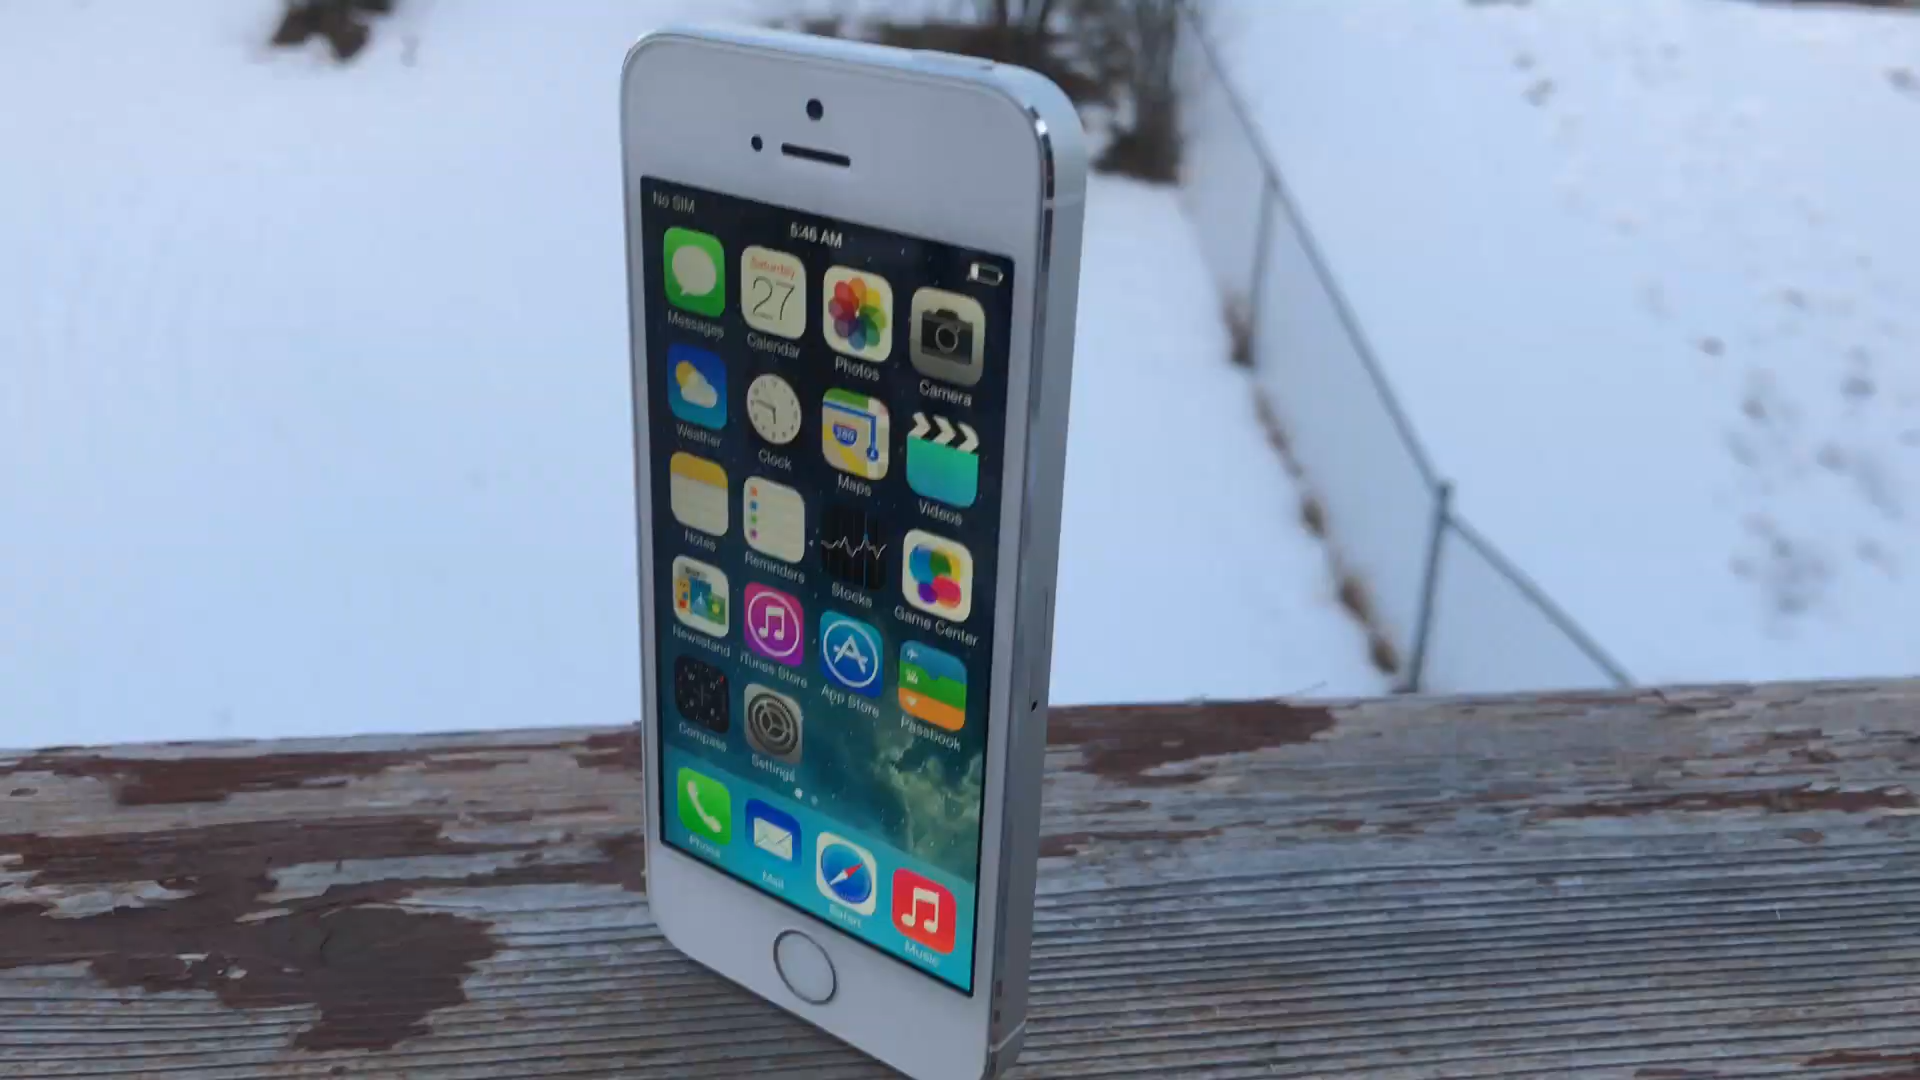 No SIM
5:46 AM
Messages
Saturday
27
Calendar
Photos
Camera
Weather
Clock
280
Maps
Videos
Notes
Reminders
Stocks
Game Center
Newsstand
iTunes Store
App Store
Passbook
Compass
Settings
Phone
Mail
Safari
Music